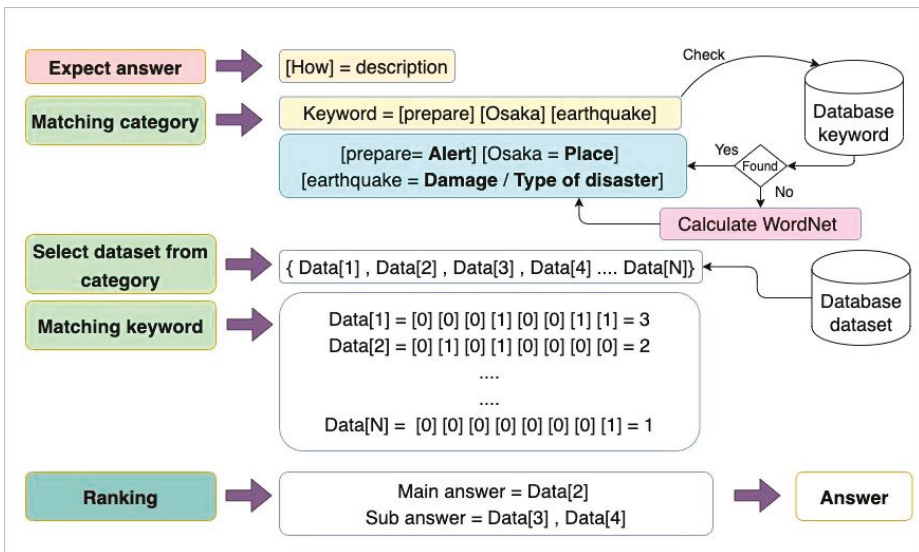 Expect answer
[How] = description
Check
Database
keyword
Matching category
Keyword = [prepare] [Osaka] [earthquake]
[prepare= Alert] [Osaka = Place]
[earthquake = Damage / Type of disaster]
Yes
Found
No
Calculate WordNet
Select dataset from
category
{ Data[1] , Data[2] , Data[3] , Data[4] .... Data[N]}
Database
dataset
Matching keyword
Data[1] = [0] [0] [0] [1] [0] [0] [1] [1] = 3
Data[2] = [0] [1] [0] [1] [0] [0] [0] [0] = 2
....
....
Data[N] = [0] [0] [0] [0] [0] [0] [0] [1] = 1
Ranking
Main answer = Data[2]
Sub answer = Data[3] , Data[4]
Answer